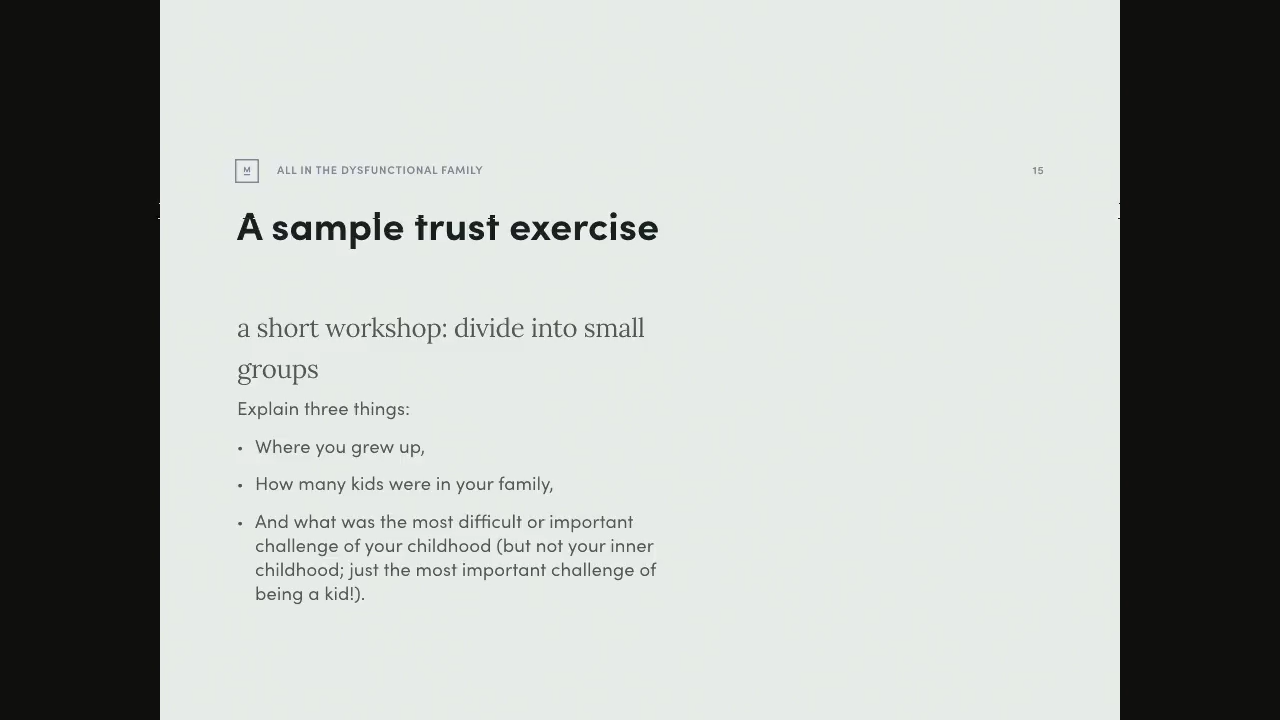 M
ALL IN THE DYSFUNCTIONAL FAMILY
15
A sample trust exercise
a short workshop: divide into small
groups
Explain three things:
• Where you grew up,
• How many kids were in your family,
• And what was the most difficult or important
challenge of your childhood (but not your inner
childhood; just the most important challenge of
being a kid!).